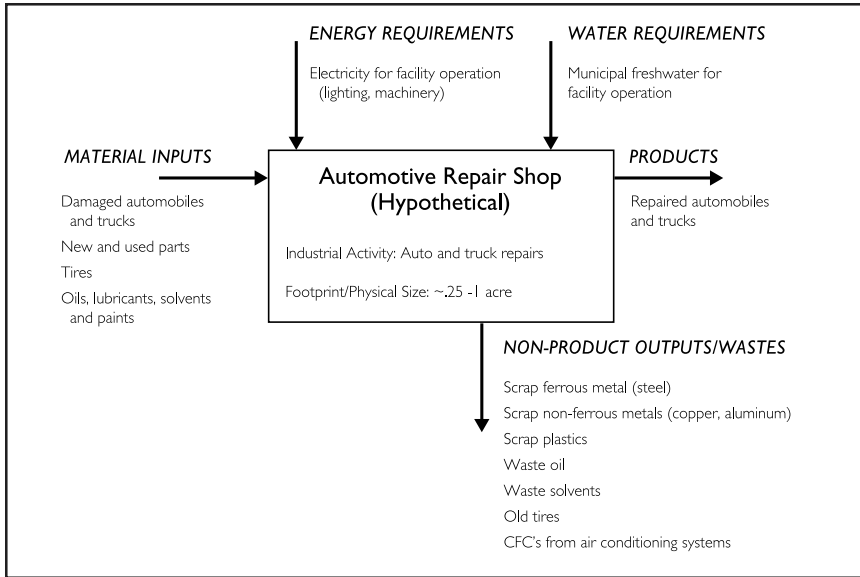 ENERGY REQUIREMENTS
Electricity for facility operation
(lighting, machinery)
WATER REQUIREMENTS
Municipal freshwater for
facility operation
MATERIAL INPUTS
Damaged automobiles
and trucks
New and used parts
Tires
Oils, lubricants, solvents
and paints
Automotive Repair Shop
(Hypothetical)
Industrial Activity: Auto and truck repairs
Footprint/Physical Size: ~.25 -1 acre
PRODUCTS
Repaired automobiles
and trucks
NON-PRODUCT OUTPUTS/WASTES
Scrap ferrous metal (steel)
Scrap non-ferrous metals (copper, aluminum)
Scrap plastics
Waste oil
Waste solvents
Old tires
CFC's from air conditioning systems